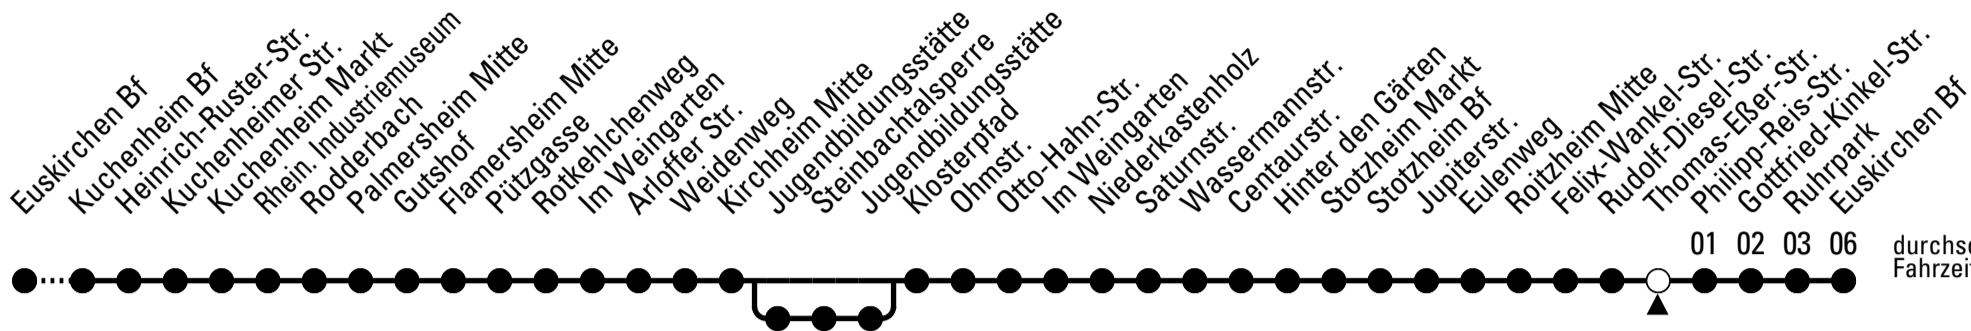 Euskirchen Bf
Kuchenheim Bf
Heinrich-Ruster-Str.
Kuchenheimer Str.
Kuchenheim Markt
Rhein. Industriemuseum
Rodderbach
Palmersheim Mitte
Gutshof
Flamersheim Mitte
Pützgasse
Rotkehlchenweg
Im Weingarten
Arloffer Str.
Weidenweg
Kirchheim Mitte
Jugendbildungsstätte
Steinbachtalsperre
Jugendbildungsstätte
Klosterpfad
Ohmstr.
Otto-Hahn-Str.
Im Weingarten
Niederkastenholz
Saturnstr.
Wassermannstr.
Centaurstr.
Hinter den Gärten
Stotzheim Markt
Stotzheim Bf
Jupiterstr.
Eulenweg
Roitzheim Mitte
Felix-Wankel-Str.
Rudolf-Diesel-Str.
Thomas-Eßer-Str.
Philipp-Reis-Str.
Gottfried-Kinkel-Str.
Ruhrpark
Euskirchen Bf
01 02 03 06